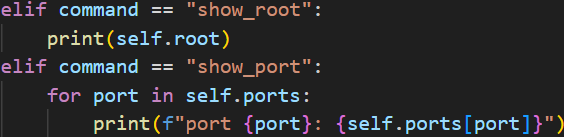 elif command == "show_root":
    print(self.root)
elif command == "show_port":
    for port in self.ports:
        print(f"port {port}: {self.ports[port]}")